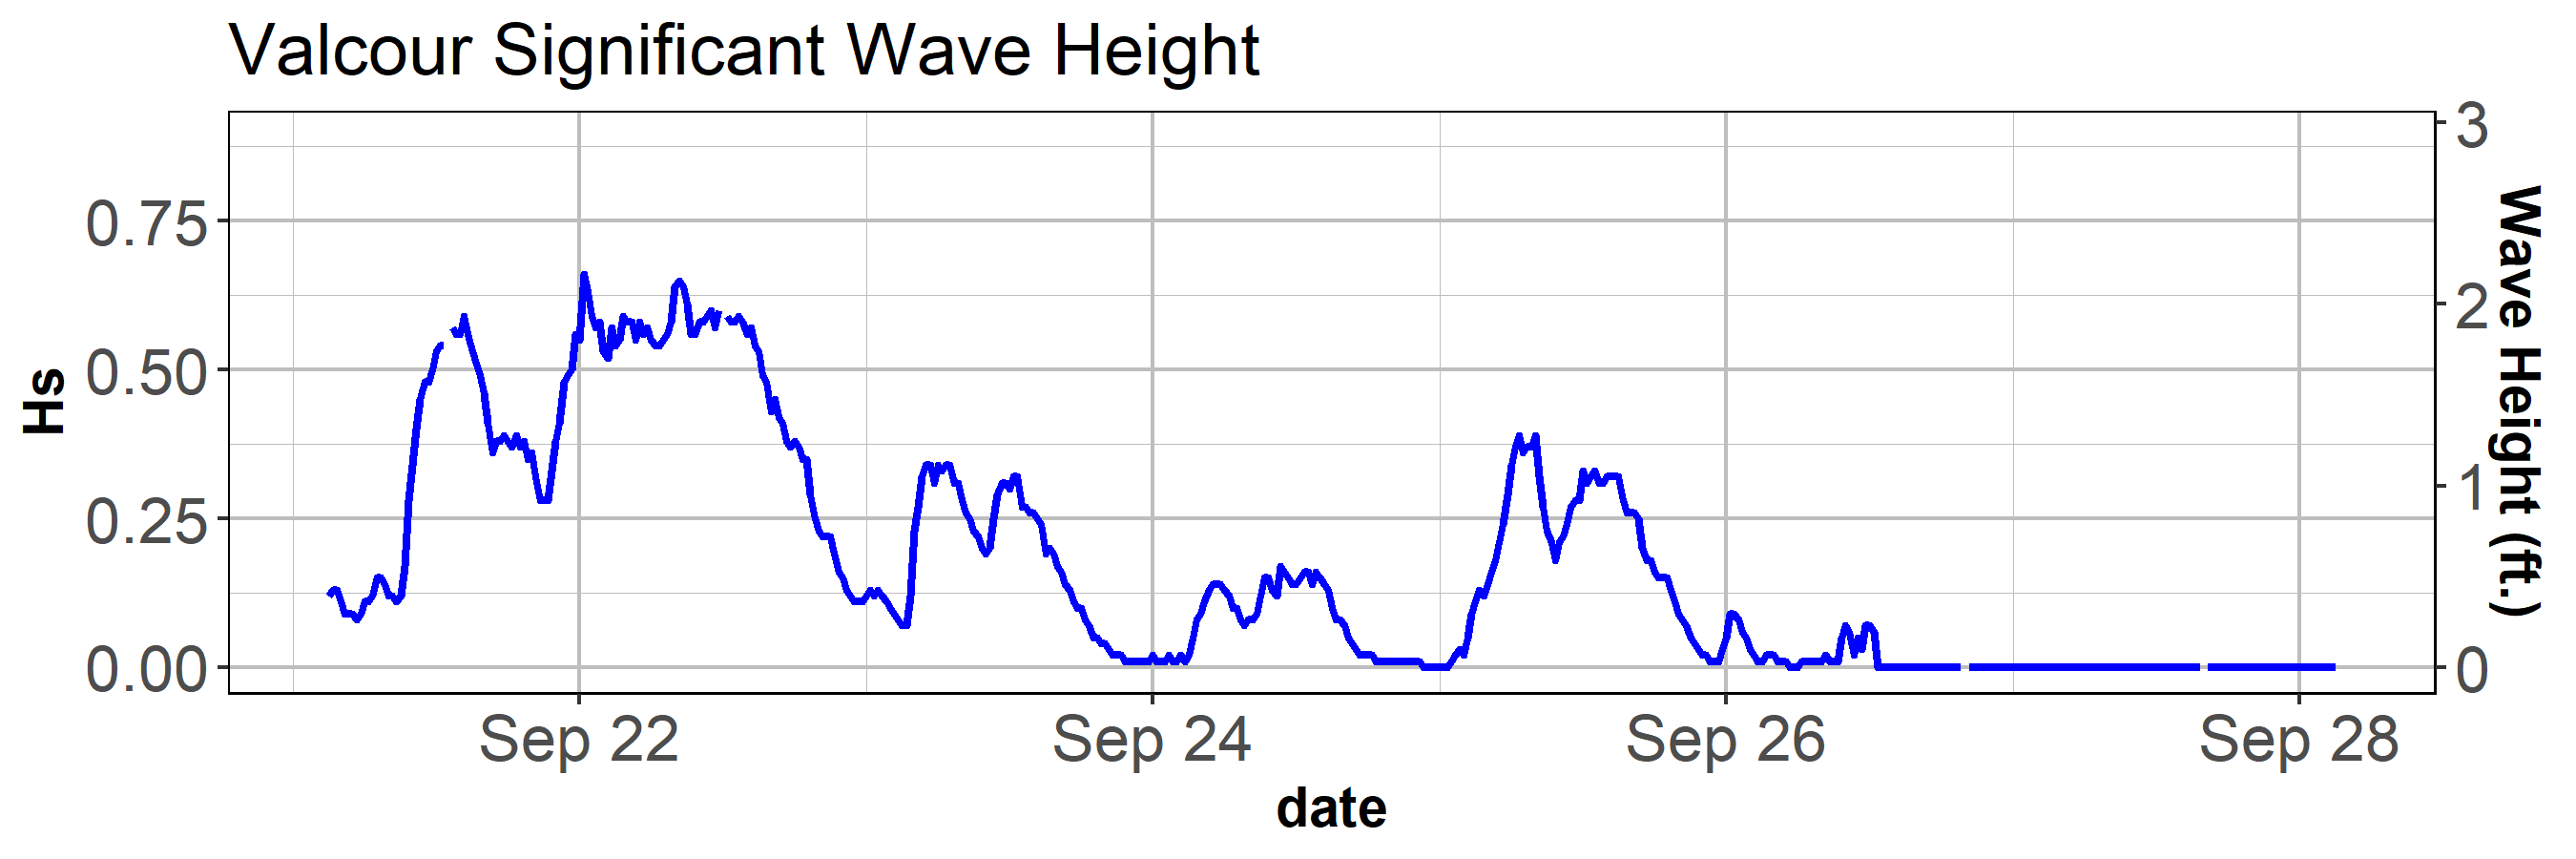 Valcour Significant Wave Height
Hs
0.75
0.50
0.25
0.00
3
2
1
0
Wave Height (ft.)
Sep 22
Sep 24
Sep 26
Sep 28
date